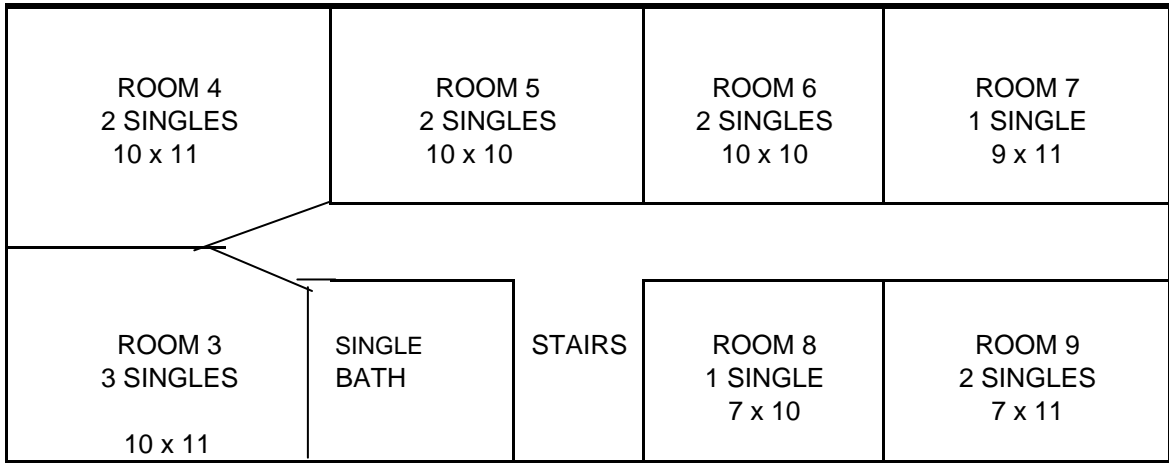 ROOM 4
2 SINGLES
10 x 11
ROOM 5
2 SINGLES
10 x 10
ROOM 6
2 SINGLES
10 x 10
ROOM 7
1 SINGLE
9 x 11
ROOM 3
3 SINGLES
10 x 11
SINGLE
BATH
STAIRS
ROOM 8
1 SINGLE
7 x 10
ROOM 9
2 SINGLES
7 x 11